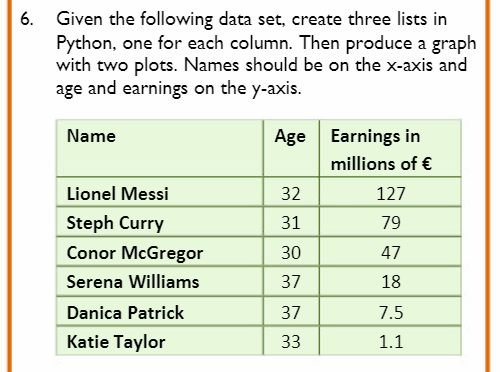 6. Given the following data set, create three lists in
Python, one for each column. Then produce a graph
with two plots. Names should be on the x-axis and
age and earnings on the y-axis.
Name Age Earnings in
millions of €
Lionel Messi 32 127
Steph Curry 31 79
Conor McGregor 30 47
Serena Williams 37 18
Danica Patrick 37 7.5
Katie Taylor 33 1.1